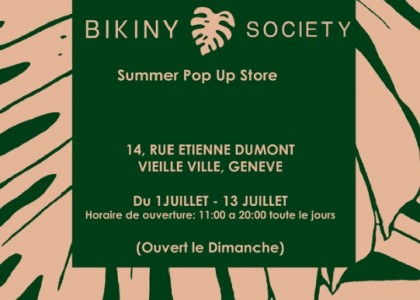 BIKINY SOCIETY
Summer Pop Up Store
14, RUE ETIENNE DUMONT
VIEILLE VILLE, GENEVE
Du 1JUILLET - 13 JUILLET
Horaire de ouverture: 11:00 a 20:00 toute le jours
(Ouvert le Dimanche)